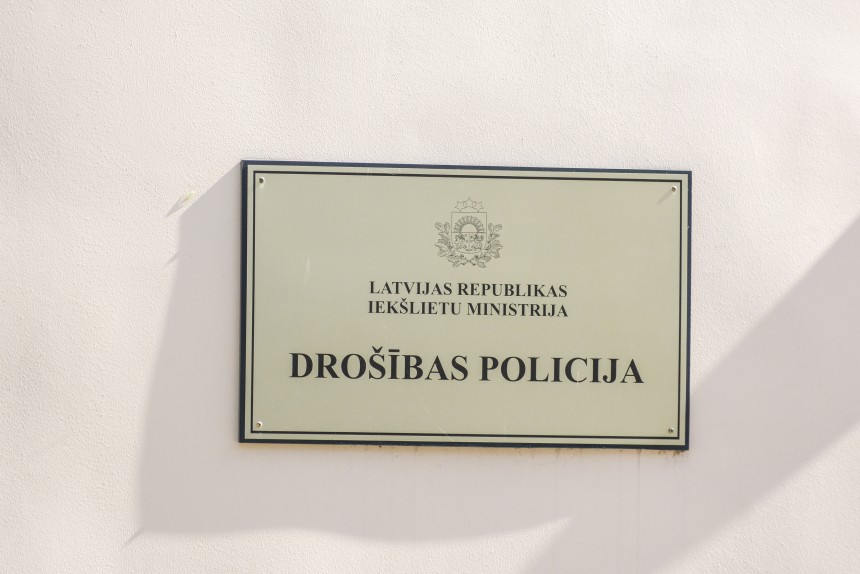 LATVIJAS REPUBLIKAS
IEKŠLIETU MINISTRIJA
DROŠĪBAS POLICIJA